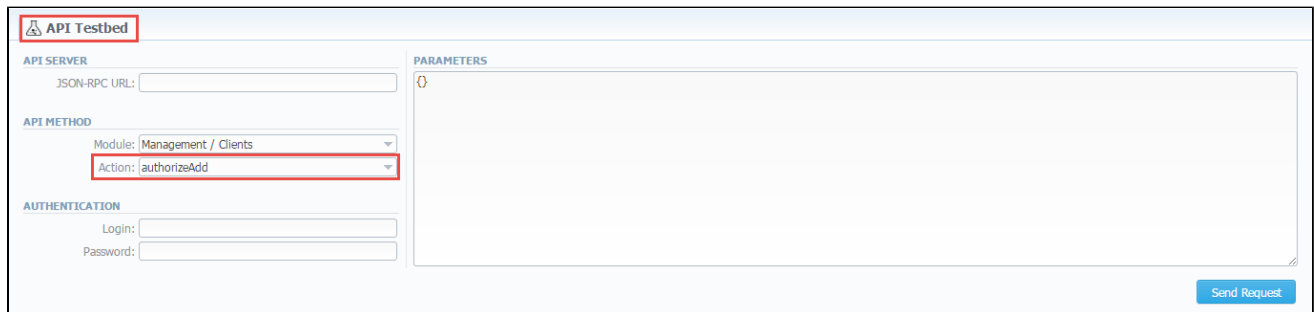 API Testbed
API SERVER
JSON-RPC URL:
API METHOD
Module: Management / Clients
Action: authorizeAdd
AUTHENTICATION
Login:
Password:
PARAMETERS
{}
Send Request